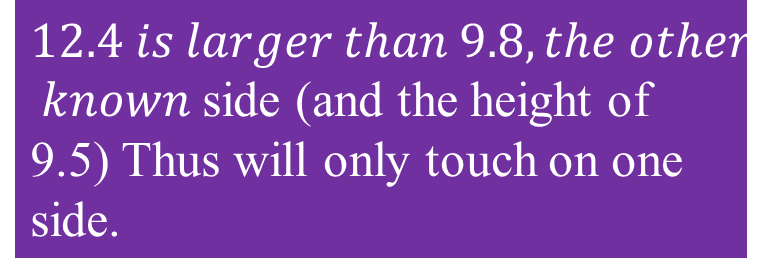 12.4 is larger than 9.8, the other
known side (and the height of
9.5) Thus will only touch on one
side.